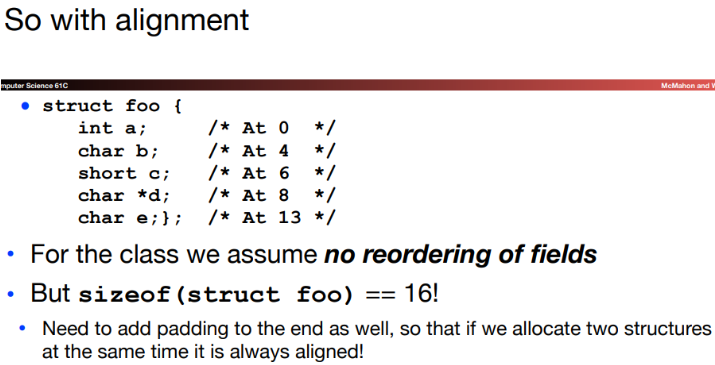 So with alignment
mputer Science 61C
McMahon and
• struct foo {
int a; /* At 0 */
char b; /* At 4 */
short c; /* At 6 */
char *d; /* At 8 */
char e;}; /* At 13 */
• For the class we assume no reordering of fields
• But sizeof(struct foo) == 16!
• Need to add padding to the end as well, so that if we allocate two structures
at the same time it is always aligned!